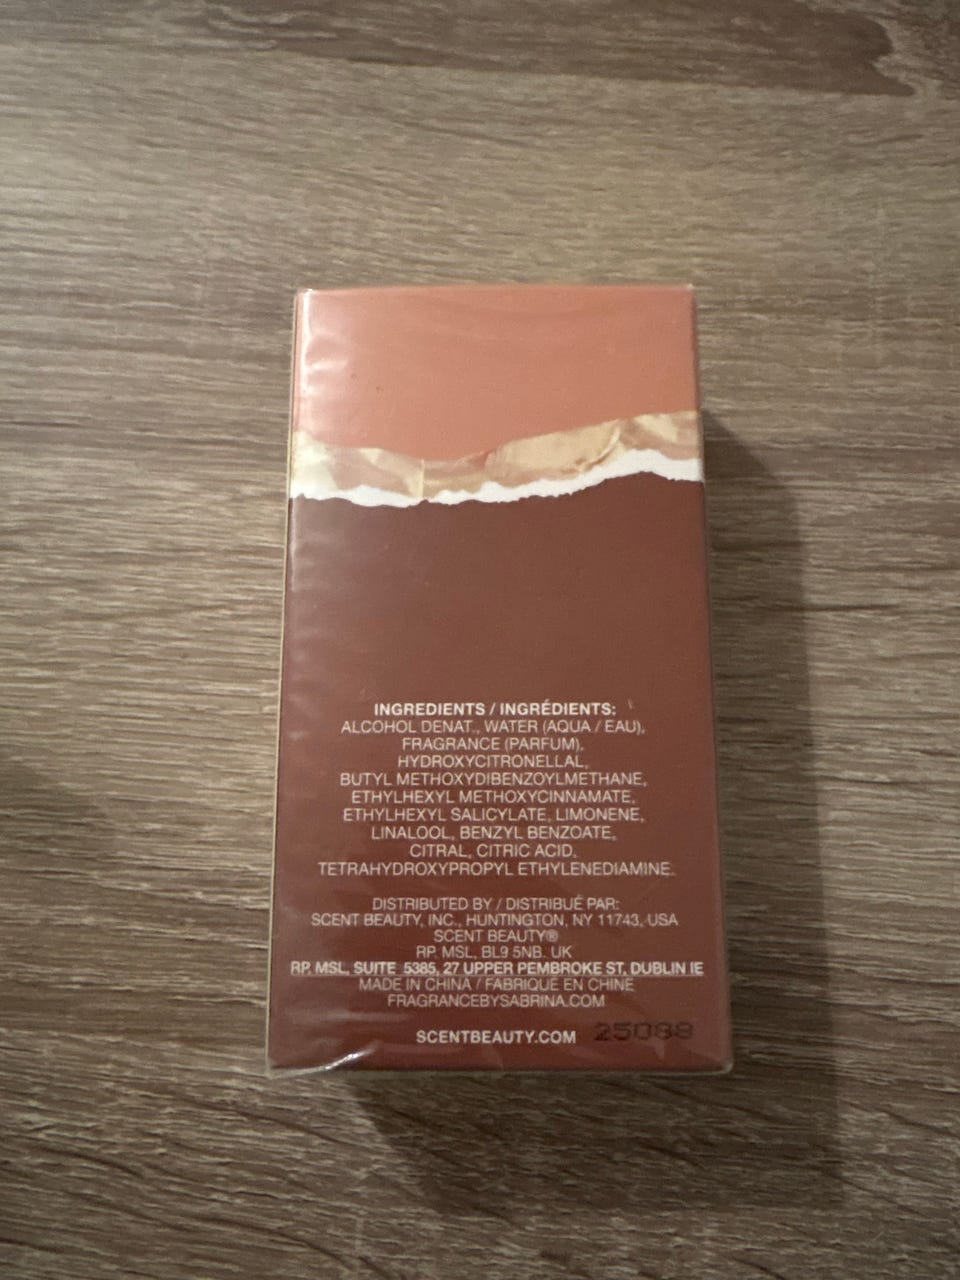 INGREDIENTS / INGRÉDIENTS:
ALCOHOL DENAT., WATER (AQUA / EAU),
FRAGRANCE (PARFUM),
HYDROXYCITRONELLAL,
BUTYL METHOXYDIBENZOYLMETHANE,
ETHYLHEXYL METHOXYCINNAMATE,
ETHYLHEXYL SALICYLATE, LIMONENE,
LINALOOL, BENZYL BENZOATE,
CITRAL, CITRIC ACID,
TETRAHYDROXYPROPYL ETHYLENEDIAMINE.
DISTRIBUTED BY / DISTRIBUÉ PAR:
SCENT BEAUTY, INC., HUNTINGTON, NY 11743, USA
SCENT BEAUTY®
RP. MSL, BL9 5NB. UK
RP. MSL, SUITE 5385, 27 UPPER PEMBROKE ST, DUBLIN IE
MADE IN CHINA / FABRIQUÉ EN CHINE
FRAGRANCEBYSABRINA.COM
SCENTBEAUTY.COM 25088